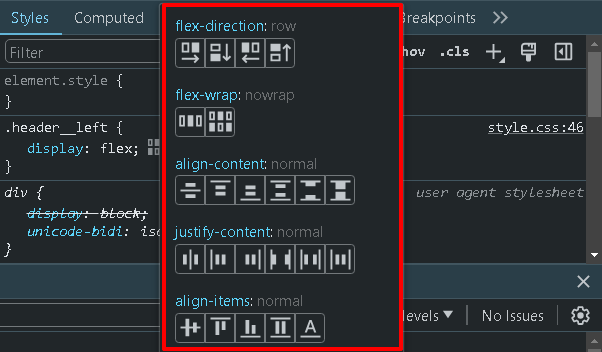 Styles
Computed
Breakpoints
Filter
hov
.cls
element.style {
}
.header__left {
style.css:46
display: flex;
}
div {
user agent stylesheet
display: block;
unicode-bidi: iso
}
flex-direction: row
flex-wrap: nowrap
align-content: normal
justify-content: normal
align-items: normal
A
evels
No Issues